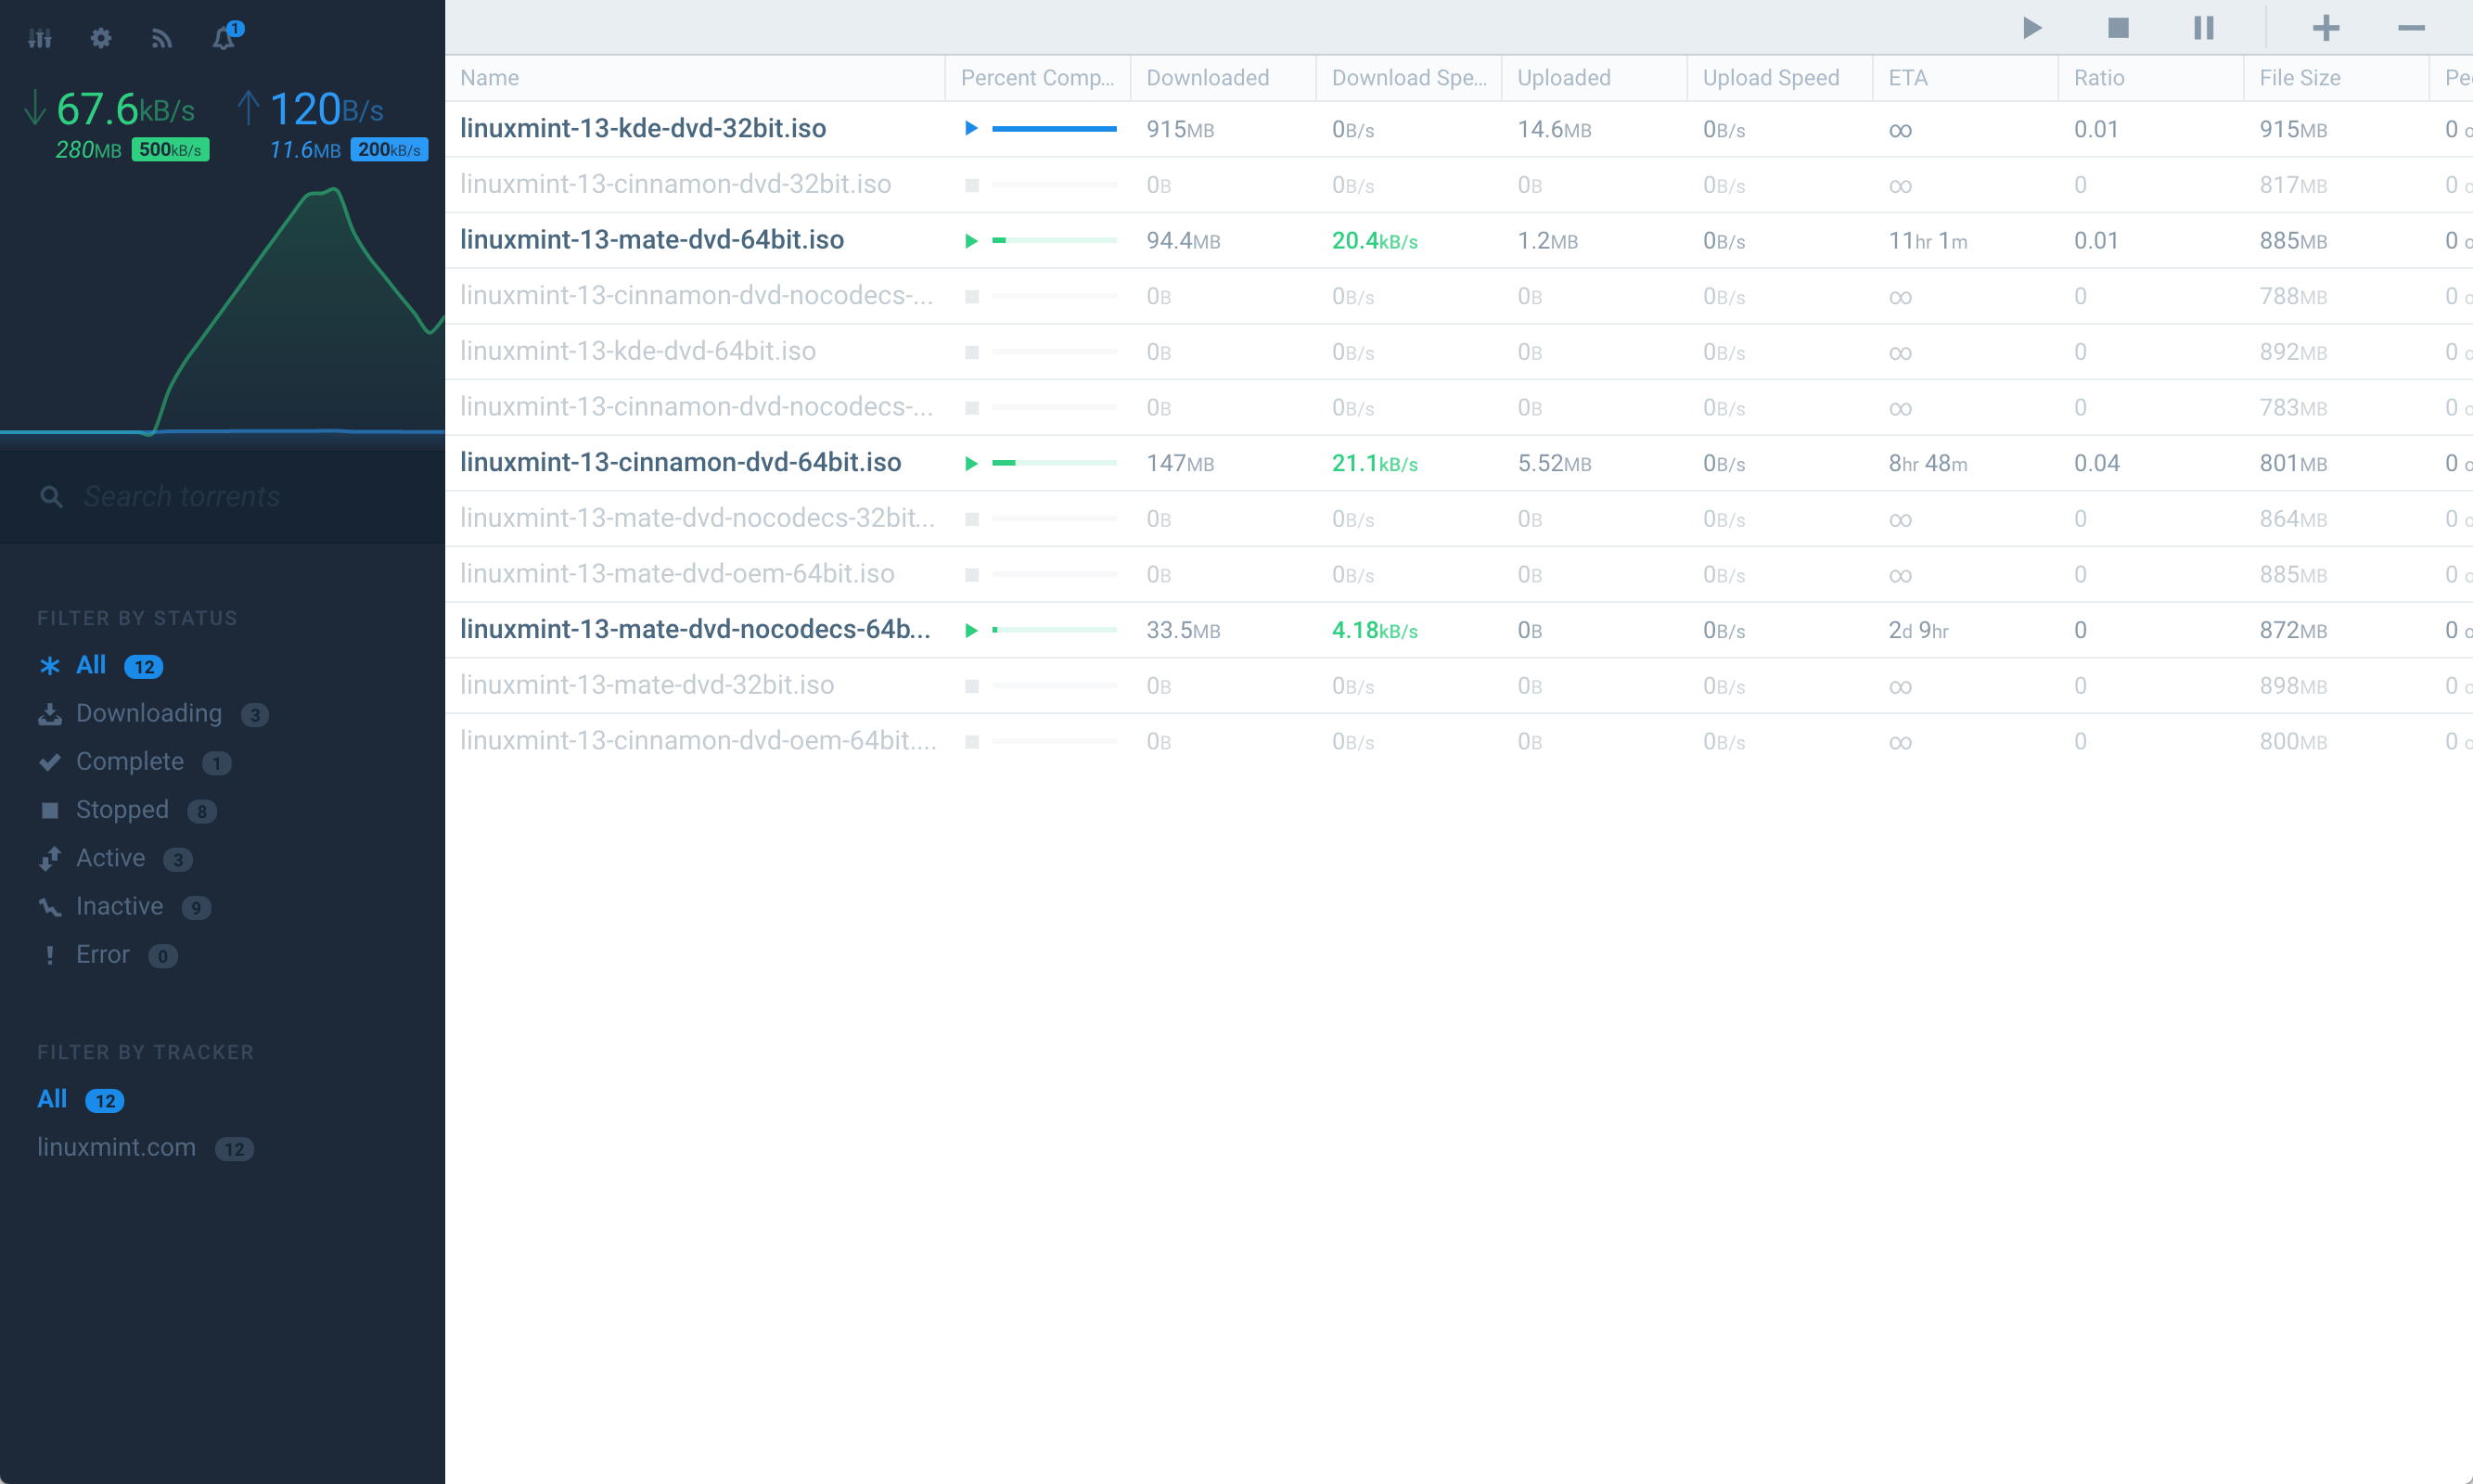 1
67.6kB/s 120B/s
280MB 500kB/s 11.6MB 200kB/s
Search torrents
FILTER BY STATUS
All 12
Downloading 3
Complete 1
Stopped 8
Active 3
Inactive 9
Error 0
FILTER BY TRACKER
All 12
linuxmint.com 12
Name Percent Comp... Downloaded Download Spe... Uploaded Upload Speed ETA Ratio File Size
linuxmint-13-kde-dvd-32bit.iso 915MB 0B/s 14.6MB 0B/s ∞ 0.01 915MB 0
linuxmint-13-cinnamon-dvd-32bit.iso 0B 0B/s 0B 0B/s ∞ 0 817MB 0
linuxmint-13-mate-dvd-64bit.iso 94.4MB 20.4kB/s 1.2MB 0B/s 11hr 1m 0.01 885MB 0
linuxmint-13-cinnamon-dvd-nocodecs-... 0B 0B/s 0B 0B/s ∞ 0 788MB 0
linuxmint-13-kde-dvd-64bit.iso 0B 0B/s 0B 0B/s ∞ 0 892MB 0
linuxmint-13-cinnamon-dvd-nocodecs-... 0B 0B/s 0B 0B/s ∞ 0 783MB 0
linuxmint-13-cinnamon-dvd-64bit.iso 147MB 21.1kB/s 5.52MB 0B/s 8hr 48m 0.04 801MB 0
linuxmint-13-mate-dvd-nocodecs-32bit... 0B 0B/s 0B 0B/s ∞ 0 864MB 0
linuxmint-13-mate-dvd-oem-64bit.iso 0B 0B/s 0B 0B/s ∞ 0 885MB 0
linuxmint-13-mate-dvd-nocodecs-64b... 33.5MB 4.18kB/s 0B 0B/s 2d 9hr 0 872MB 0
linuxmint-13-mate-dvd-32bit.iso 0B 0B/s 0B 0B/s ∞ 0 898MB 0
linuxmint-13-cinnamon-dvd-oem-64bit.... 0B 0B/s 0B 0B/s ∞ 0 800MB 0